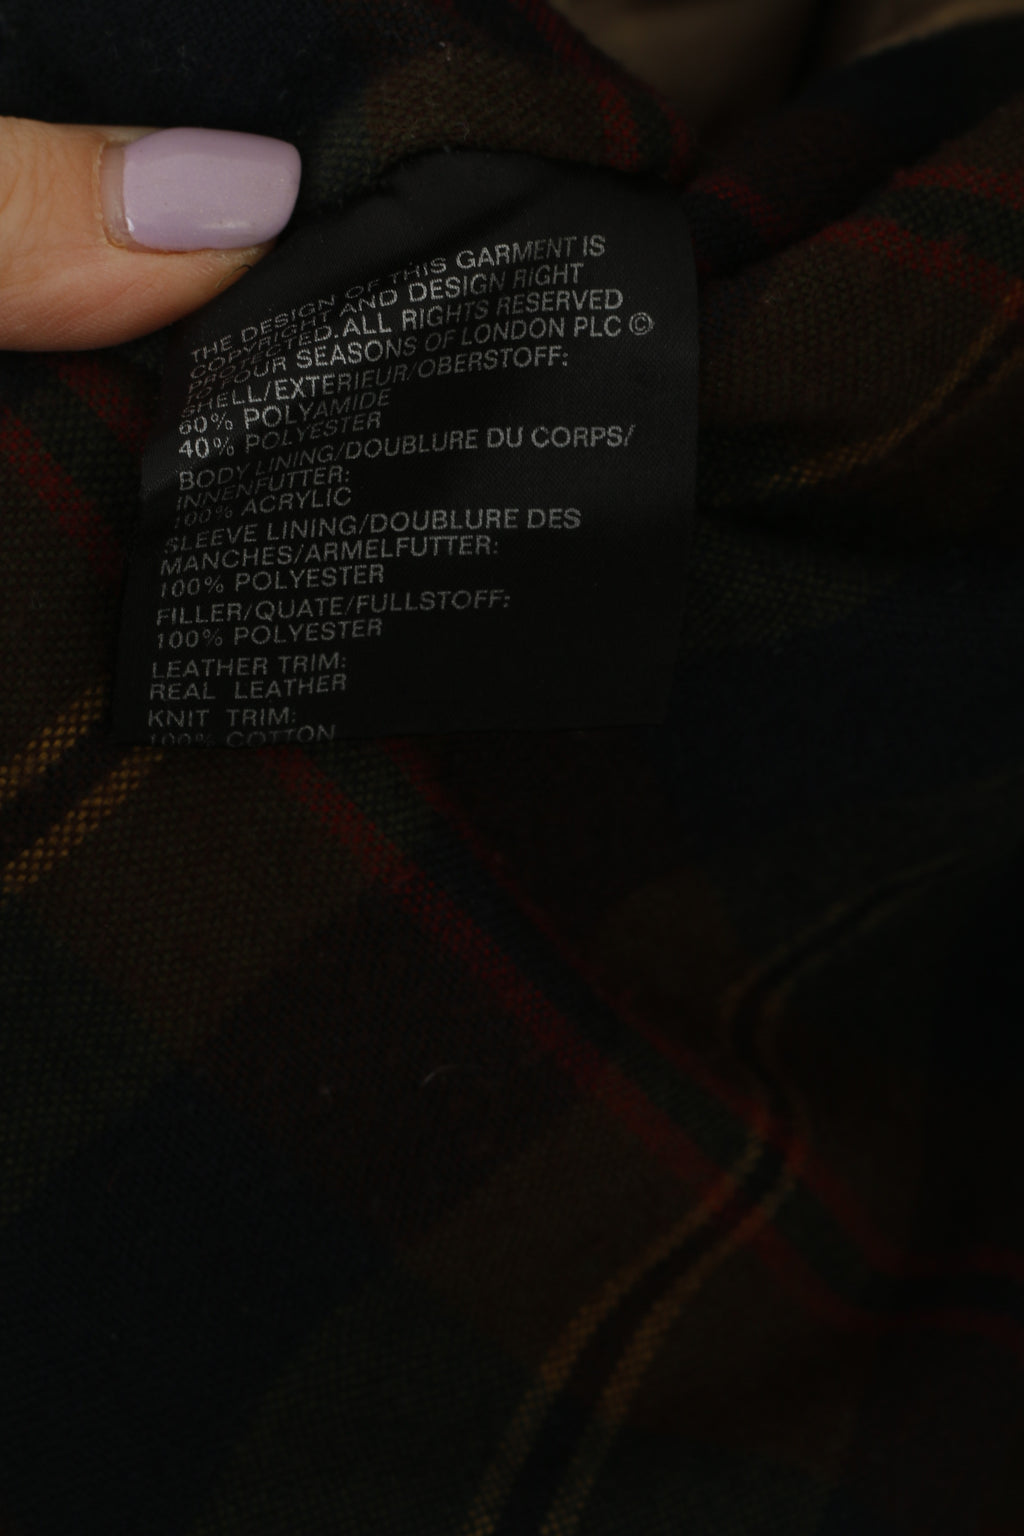 THE DESIGN OF THIS GARMENT IS
COPYRIGHT AND DESIGN RIGHT
PROTECTED. ALL RIGHTS RESERVED
FOUR SEASONS OF LONDON PLC ©
SHELL/EXTERIEUR/OBERSTOFF:
60% POLYAMIDE
40% POLYESTER
BODY LINING/DOUBLURE DU CORPS/
INNENFUTTER:
100% ACRYLIC
SLEEVE LINING/DOUBLURE DES
MANCHES/ARMELFUTTER:
100% POLYESTER
FILLER/QUATE/FULLSTOFF:
100% POLYESTER
LEATHER TRIM:
REAL LEATHER
KNIT TRIM:
100% COTTON